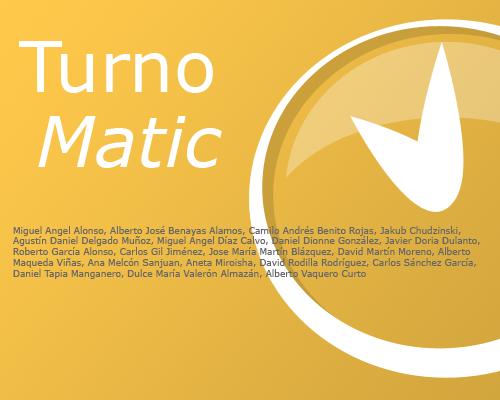 Turno
Matic
Miguel Angel Alonso, Alberto José Benayas Alamos, Camilo Andrés Benito Rojas, Jakub Chudzinski,
Agustín Daniel Delgado Muñoz, Miguel Angel Díaz Calvo, Daniel Dionne González, Javier Doria Dulanto,
Roberto García Alonso, Carlos Gil Jiménez, Jose María Martín Blázquez, David Martín Moreno, Alberto
Maqueda Viñas, Ana Melcón Sanjuan, Aneta Miroisha, David Rodilla Rodríguez, Carlos Sánchez García,
Daniel Tapia Manganero, Dulce María Valerón Almazán, Alberto Vaquero Curto